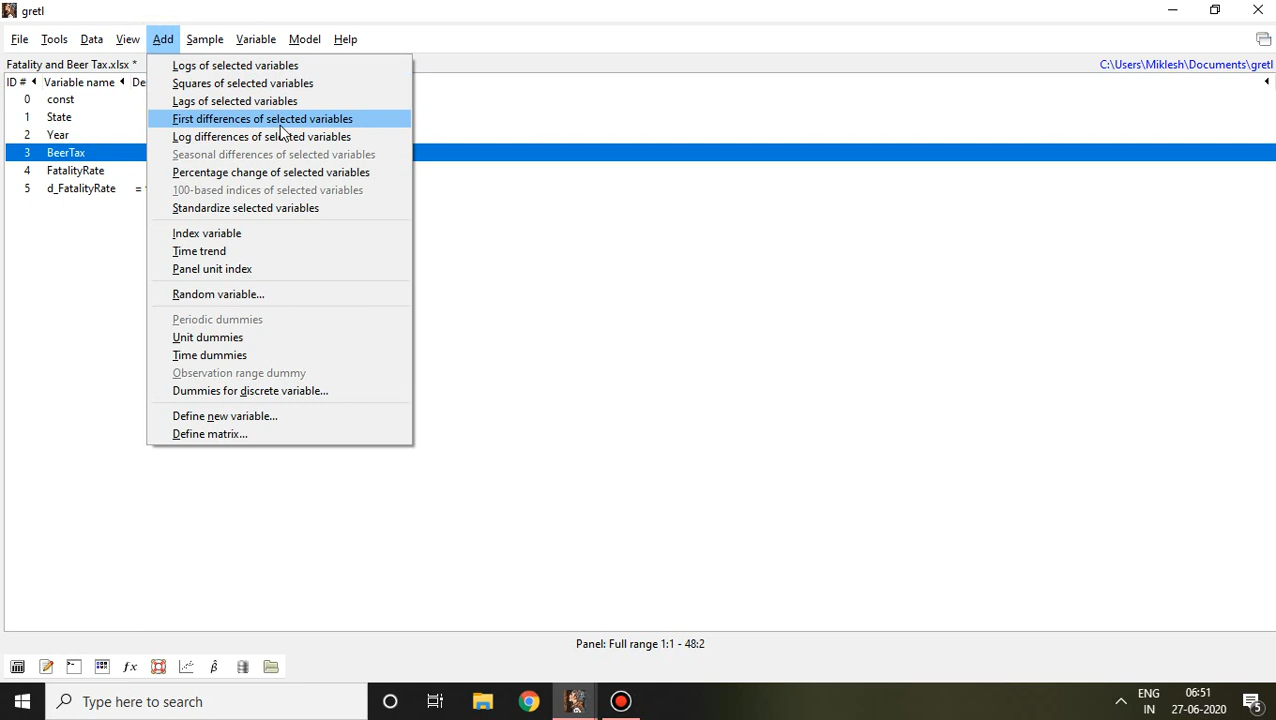 gretl
File Tools Data View Add Sample Variable Model Help
Fatality and Beer Tax.xlsx * C:\Users\Miklesh\Documents\gretl
ID # Variable name De
0 const
1 State
2 Year
3 BeerTax
4 FatalityRate
5 d_FatalityRate =
Logs of selected variables
Squares of selected variables
Lags of selected variables
First differences of selected variables
Log differences of selected variables
Seasonal differences of selected variables
Percentage change of selected variables
100-based indices of selected variables
Standardize selected variables
Index variable
Time trend
Panel unit index
Random variable...
Periodic dummies
Unit dummies
Time dummies
Observation range dummy
Dummies for discrete variable...
Define new variable...
Define matrix...
Panel: Full range 1:1 - 48:2
Type here to search
ENG
IN
06:51
27-06-2020
5